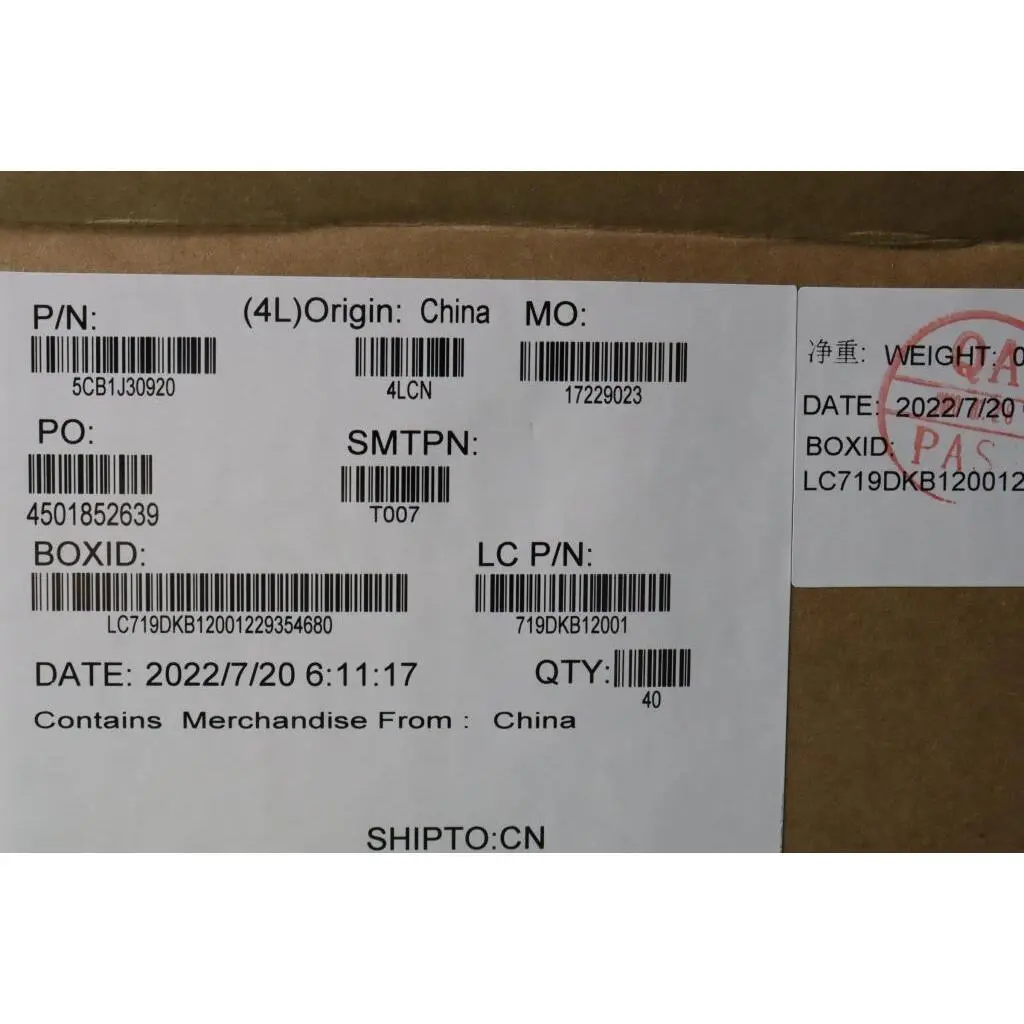 P/N:
(4L)Origin: China
MO:
5CB1J30920
4LCN
17229023
PO:
SMTPN:
4501852639
T007
BOXID:
LC P/N:
LC719DKB12001229354680
719DKB12001
DATE: 2022/7/20 6:11:17
QTY:
40
Contains Merchandise From : China
SHIPTO:CN
净重: WEIGHT: 0
DATE: 2022/7/20
BOXID:
LC719DKB120012
QA
PAS